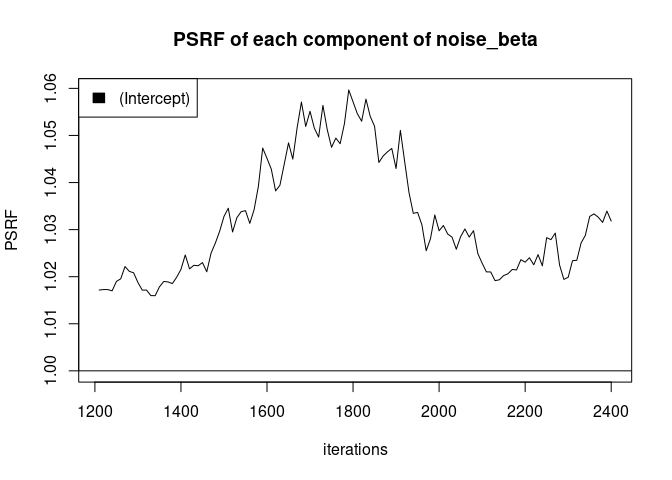 PSRF of each component of noise_beta
(Intercept)
PSRF
1.06
1.05
1.04
1.03
1.02
1.01
1.00
1200 1400 1600 1800 2000 2200 2400
iterations